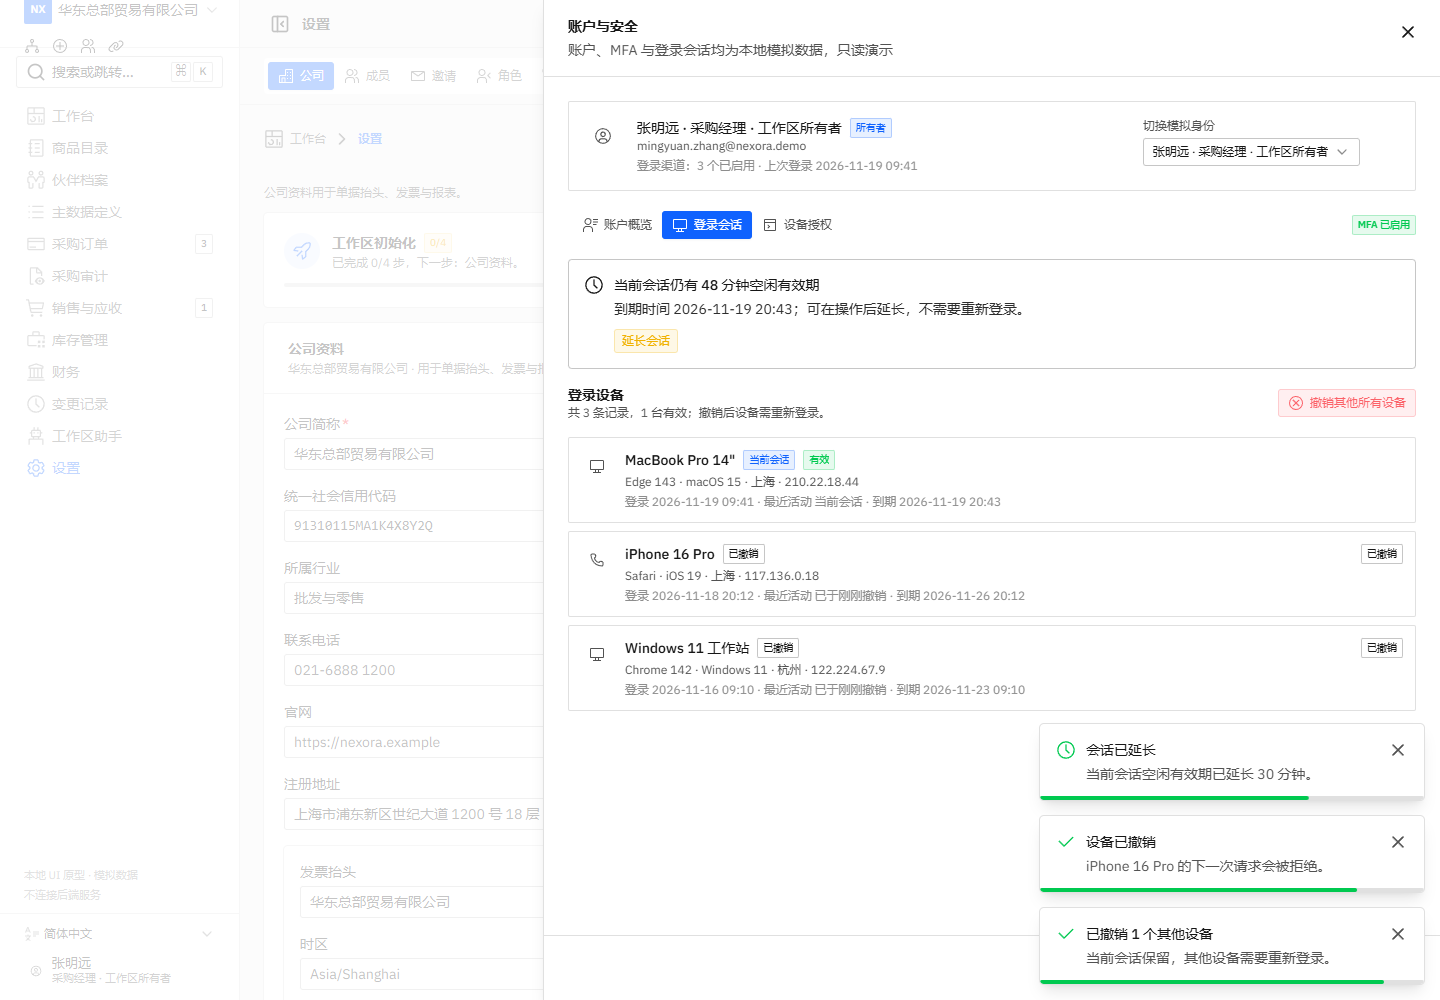 NX 华东总部贸易有限公司
搜索或跳转... ⌘ K
工作台
商品目录
伙伴档案
主数据定义
采购订单 3
采购审计
销售与应收 1
库存管理
财务
变更记录
工作区助手
设置
本地 UI 原型 · 模拟数据
不连接后端服务
简体中文
张明远
采购经理 · 工作区所有者
设置
公司 成员 邀请 角色
工作台 设置
公司资料用于单据抬头、发票与报表。
工作区初始化 0/4
已完成 0/4 步，下一步：公司资料。
公司资料
华东总部贸易有限公司 · 用于单据抬头、发票与报
公司简称 *
华东总部贸易有限公司
统一社会信用代码
91310115MA1K4X8Y2Q
所属行业
批发与零售
联系电话
021-6888 1200
官网
https://nexora.example
注册地址
上海市浦东新区世纪大道 1200 号 18 层
发票抬头
华东总部贸易有限公司
时区
Asia/Shanghai
账户与安全
账户、MFA 与登录会话均为本地模拟数据，只读演示
张明远 · 采购经理 · 工作区所有者 所有者
mingyuan.zhang@nexora.demo
登录渠道：3 个已启用 · 上次登录 2026-11-19 09:41
切换模拟身份
张明远 · 采购经理 · 工作区所有者
账户概览 登录会话 设备授权 MFA 已启用
当前会话仍有 48 分钟空闲有效期
到期时间 2026-11-19 20:43；可在操作后延长，不需要重新登录。
延长会话
登录设备
共 3 条记录，1 台有效；撤销后设备需重新登录。
撤销其他所有设备
MacBook Pro 14" 当前会话 有效
Edge 143 · macOS 15 · 上海 · 210.22.18.44
登录 2026-11-19 09:41 · 最近活动 当前会话 · 到期 2026-11-19 20:43
iPhone 16 Pro 已撤销 已撤销
Safari · iOS 19 · 上海 · 117.136.0.18
登录 2026-11-18 20:12 · 最近活动 已于刚刚撤销 · 到期 2026-11-26 20:12
Windows 11 工作站 已撤销 已撤销
Chrome 142 · Windows 11 · 杭州 · 122.224.67.9
登录 2026-11-16 09:10 · 最近活动 已于刚刚撤销 · 到期 2026-11-23 09:10
会话已延长
当前会话空闲有效期已延长 30 分钟。
设备已撤销
iPhone 16 Pro 的下一次请求会被拒绝。
已撤销 1 个其他设备
当前会话保留，其他设备需要重新登录。